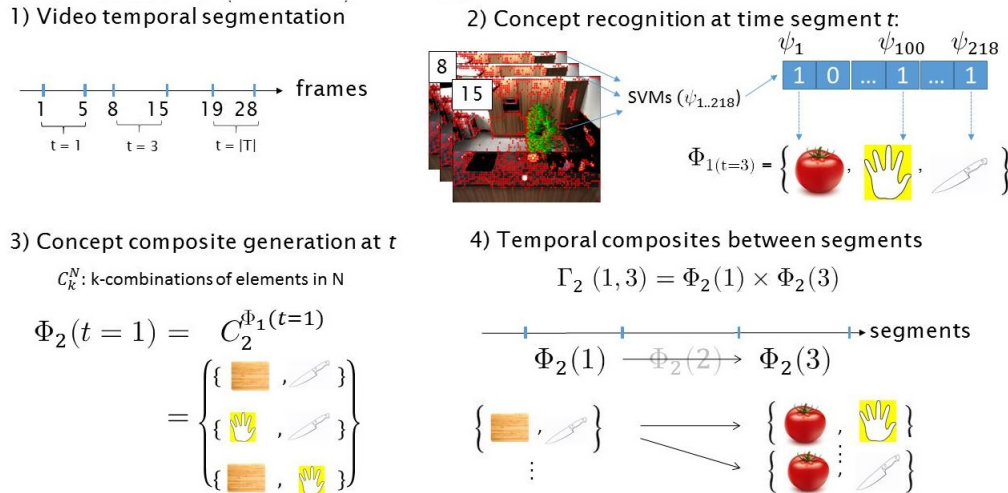 1) Video temporal segmentation
frames
1 5 8 15 19 28
t = 1 t = 3 t = |T|
2) Concept recognition at time segment t:
ψ₁ ψ₁₀₀ ψ₂₁₈
8
15
SVMs (ψ₁..₂₁₈)
1 0 ... 1 ... 1
Φ₁₍ₜ₌₃₎ = { , , }
3) Concept composite generation at t
C_k^N: k-combinations of elements in N
Φ₂(t = 1) = C_2^{Φ₁(t=1)}
= { { , }
{ , }
{ , } }
4) Temporal composites between segments
Γ₂ (1, 3) = Φ₂(1) × Φ₂(3)
segments
Φ₂(1) Φ₂(2) Φ₂(3)
{ , } { , }
⋮ ⋮
{ , }